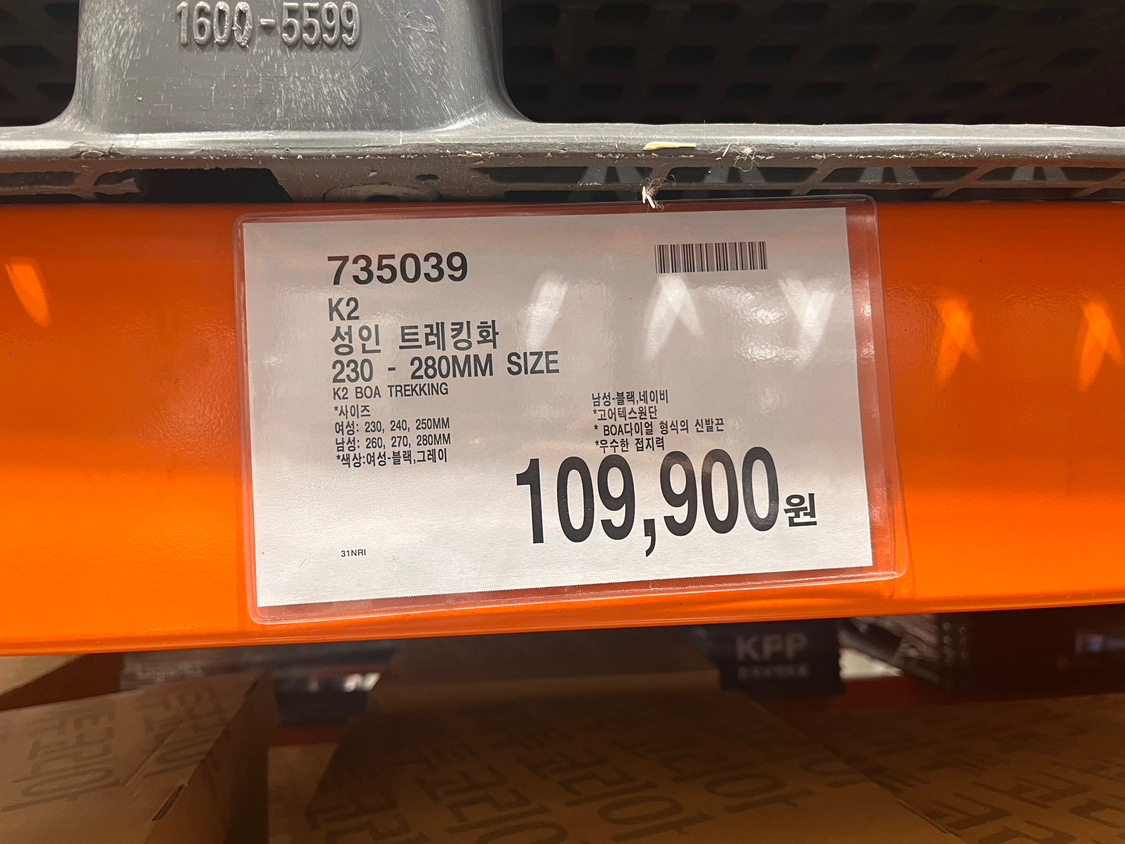 1600-5599
735039
K2
성인 트레킹화
230 - 280MM SIZE
K2 BOA TREKKING
*사이즈
여성: 230, 240, 250MM
남성: 260, 270, 280MM
*색상:여성-블랙,그레이
남성-블랙,네이비
*고어텍스원단
* BOA다이얼 형식의 신발끈
*우수한 접지력
109,900원
31NRI
KPP